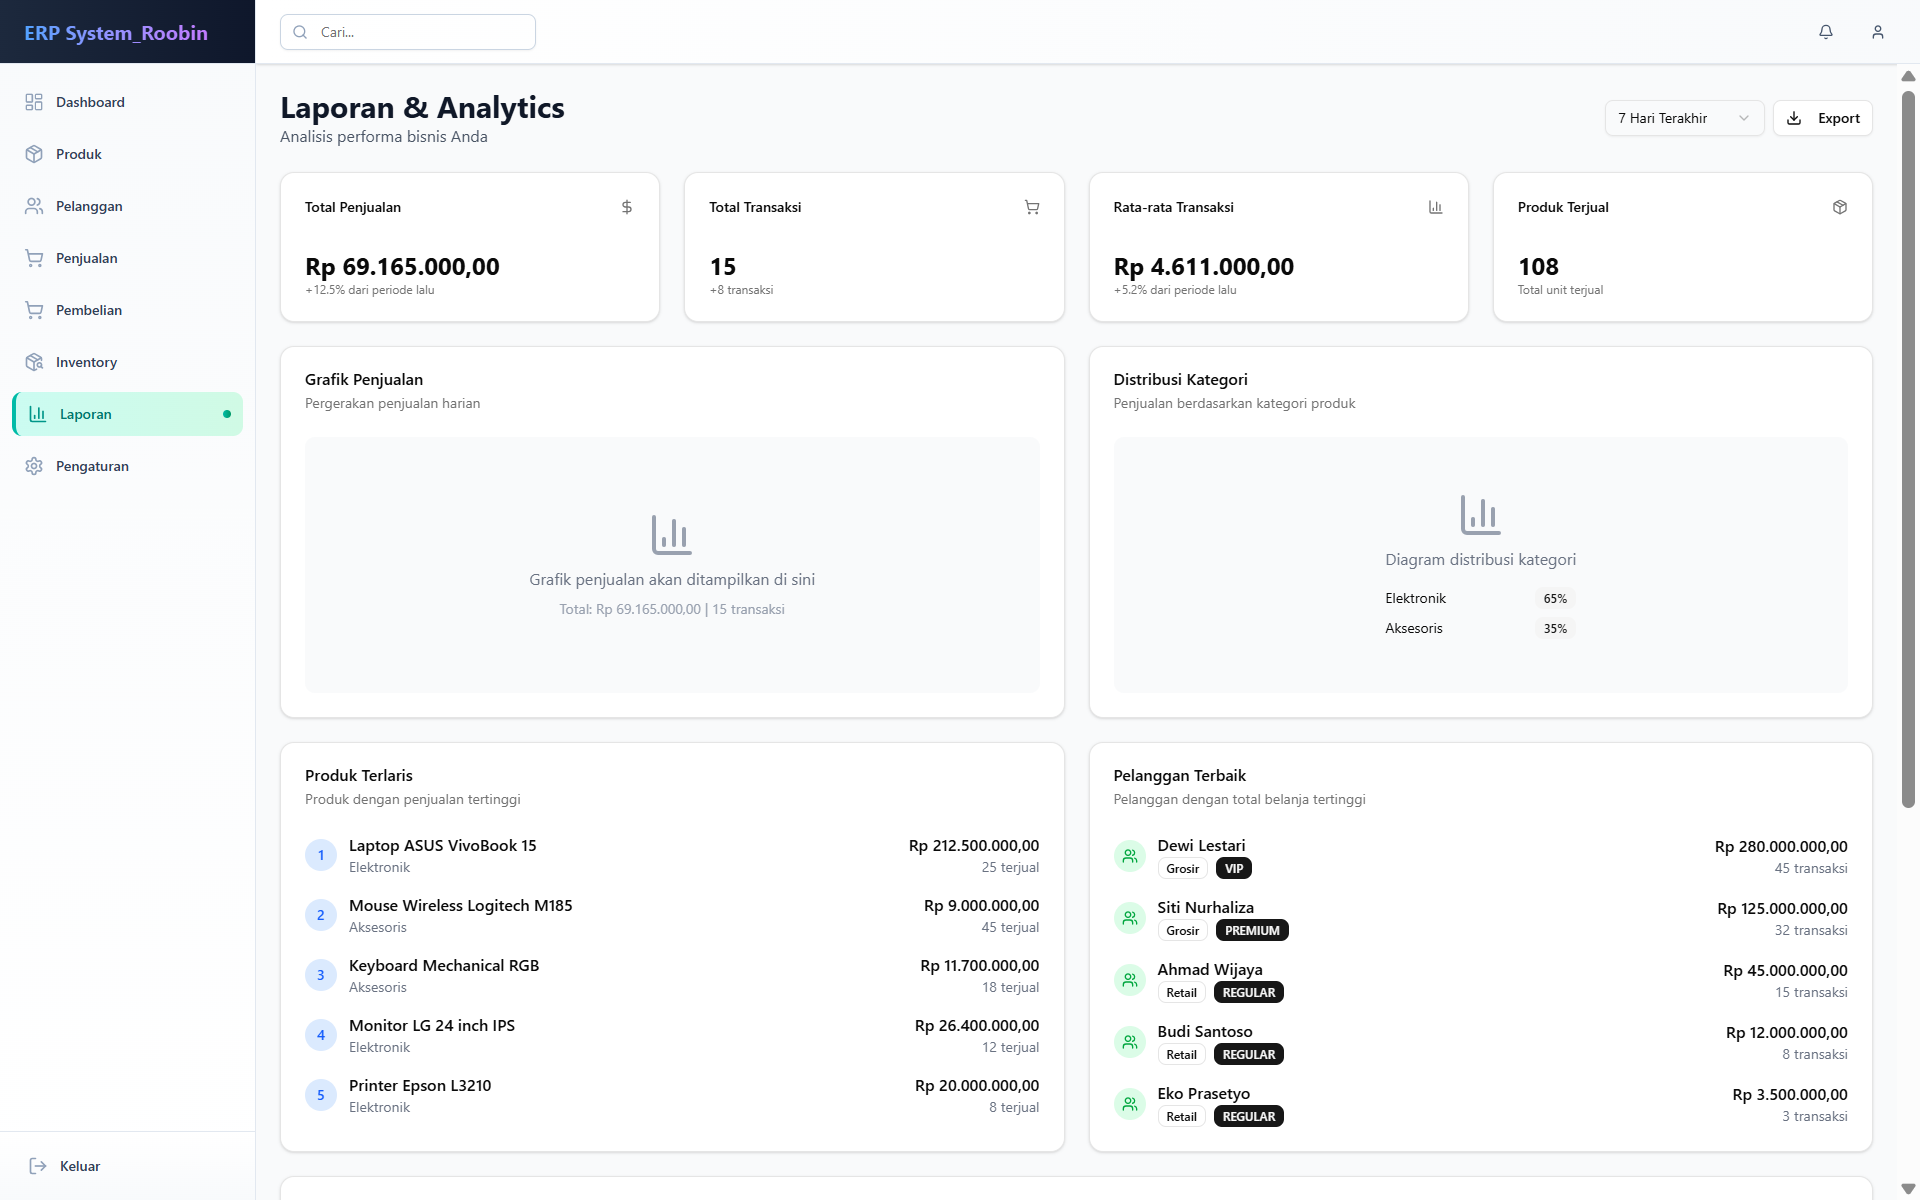 ERP System_Roobin
Cari...
Dashboard
Produk
Pelanggan
Penjualan
Pembelian
Inventory
Laporan
Pengaturan
Keluar
Laporan & Analytics
Analisis performa bisnis Anda
7 Hari Terakhir
Export
Total Penjualan
Rp 69.165.000,00
+12.5% dari periode lalu
Total Transaksi
15
+8 transaksi
Rata-rata Transaksi
Rp 4.611.000,00
+5.2% dari periode lalu
Produk Terjual
108
Total unit terjual
Grafik Penjualan
Pergerakan penjualan harian
Grafik penjualan akan ditampilkan di sini
Total: Rp 69.165.000,00 | 15 transaksi
Distribusi Kategori
Penjualan berdasarkan kategori produk
Diagram distribusi kategori
Elektronik 65%
Aksesoris 35%
Produk Terlaris
Produk dengan penjualan tertinggi
1 Laptop ASUS VivoBook 15 Rp 212.500.000,00
Elektronik 25 terjual
2 Mouse Wireless Logitech M185 Rp 9.000.000,00
Aksesoris 45 terjual
3 Keyboard Mechanical RGB Rp 11.700.000,00
Aksesoris 18 terjual
4 Monitor LG 24 inch IPS Rp 26.400.000,00
Elektronik 12 terjual
5 Printer Epson L3210 Rp 20.000.000,00
Elektronik 8 terjual
Pelanggan Terbaik
Pelanggan dengan total belanja tertinggi
Dewi Lestari Rp 280.000.000,00
Grosir VIP 45 transaksi
Siti Nurhaliza Rp 125.000.000,00
Grosir PREMIUM 32 transaksi
Ahmad Wijaya Rp 45.000.000,00
Retail REGULAR 15 transaksi
Budi Santoso Rp 12.000.000,00
Retail REGULAR 8 transaksi
Eko Prasetyo Rp 3.500.000,00
Retail REGULAR 3 transaksi